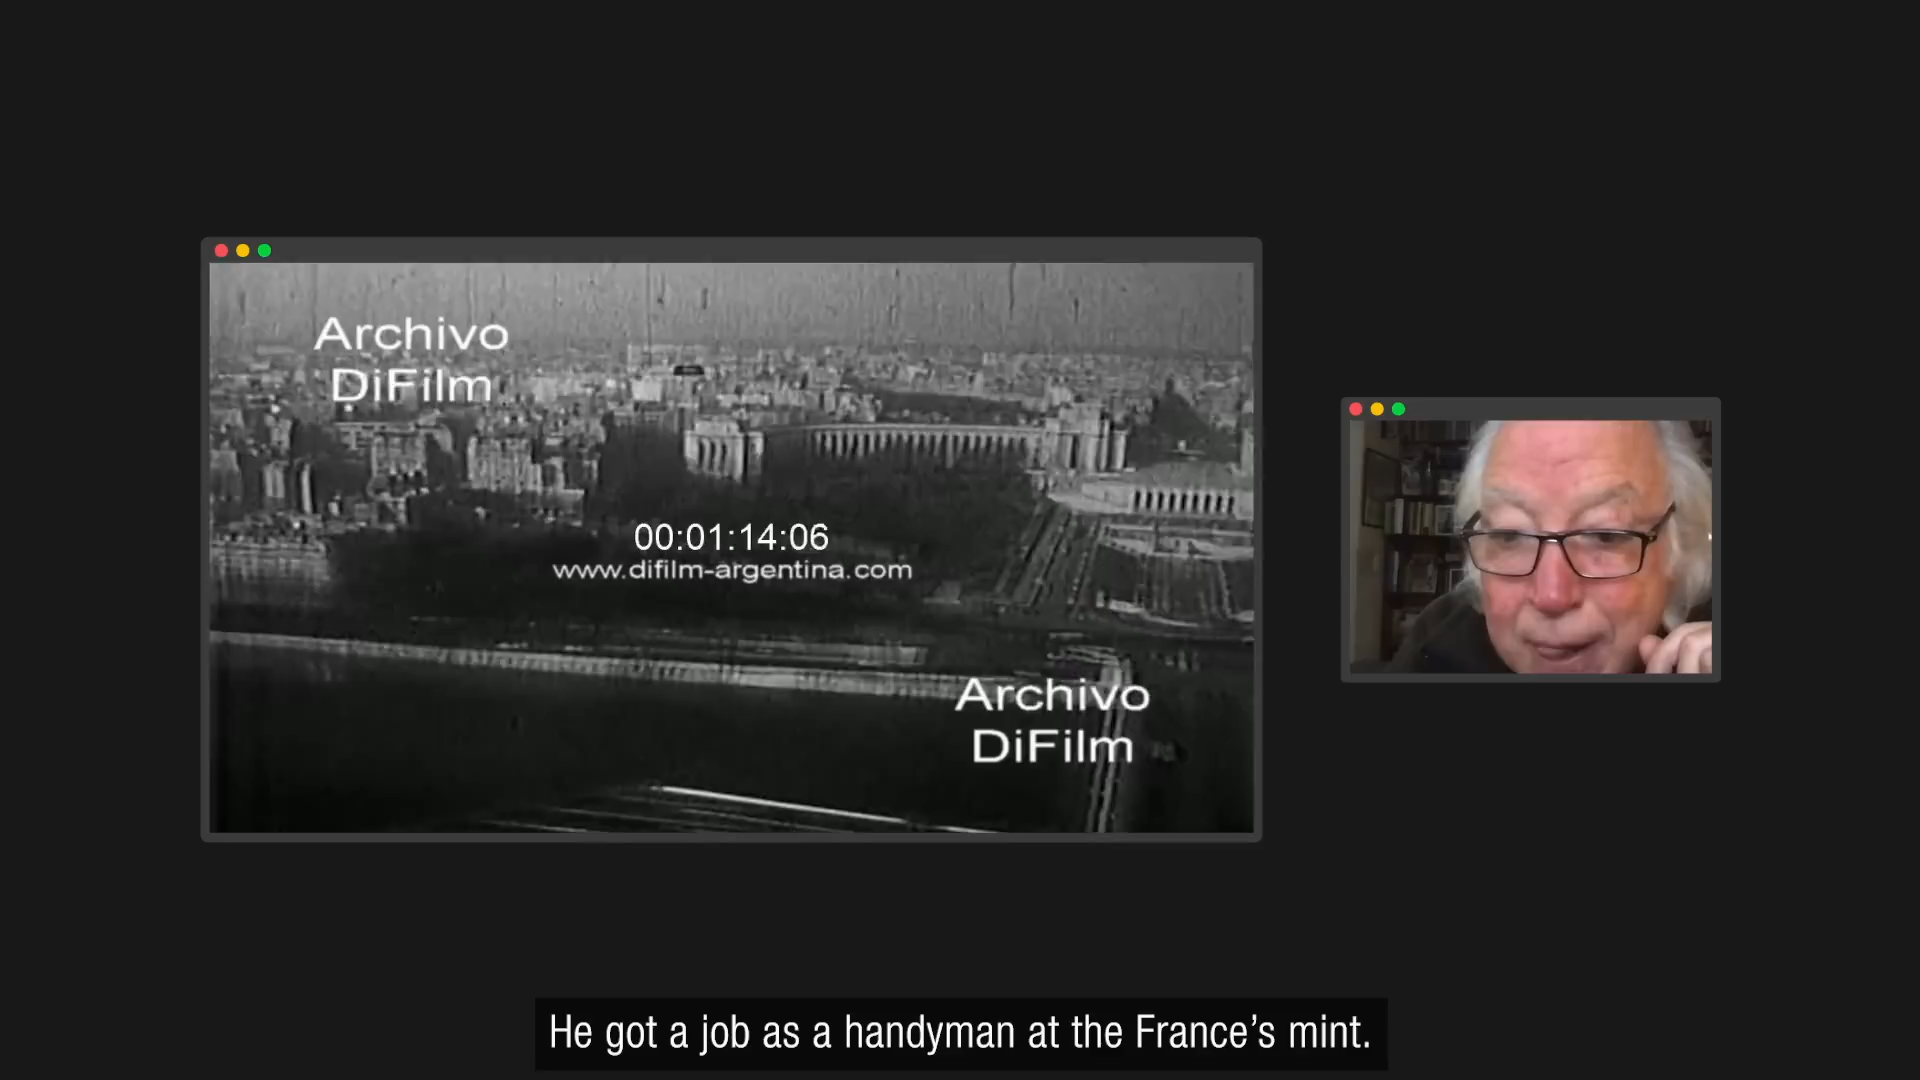 Archivo
DiFilm
00:01:14:06
www.difilm-argentina.com
Archivo
DiFilm
He got a job as a handyman at the France’s mint.